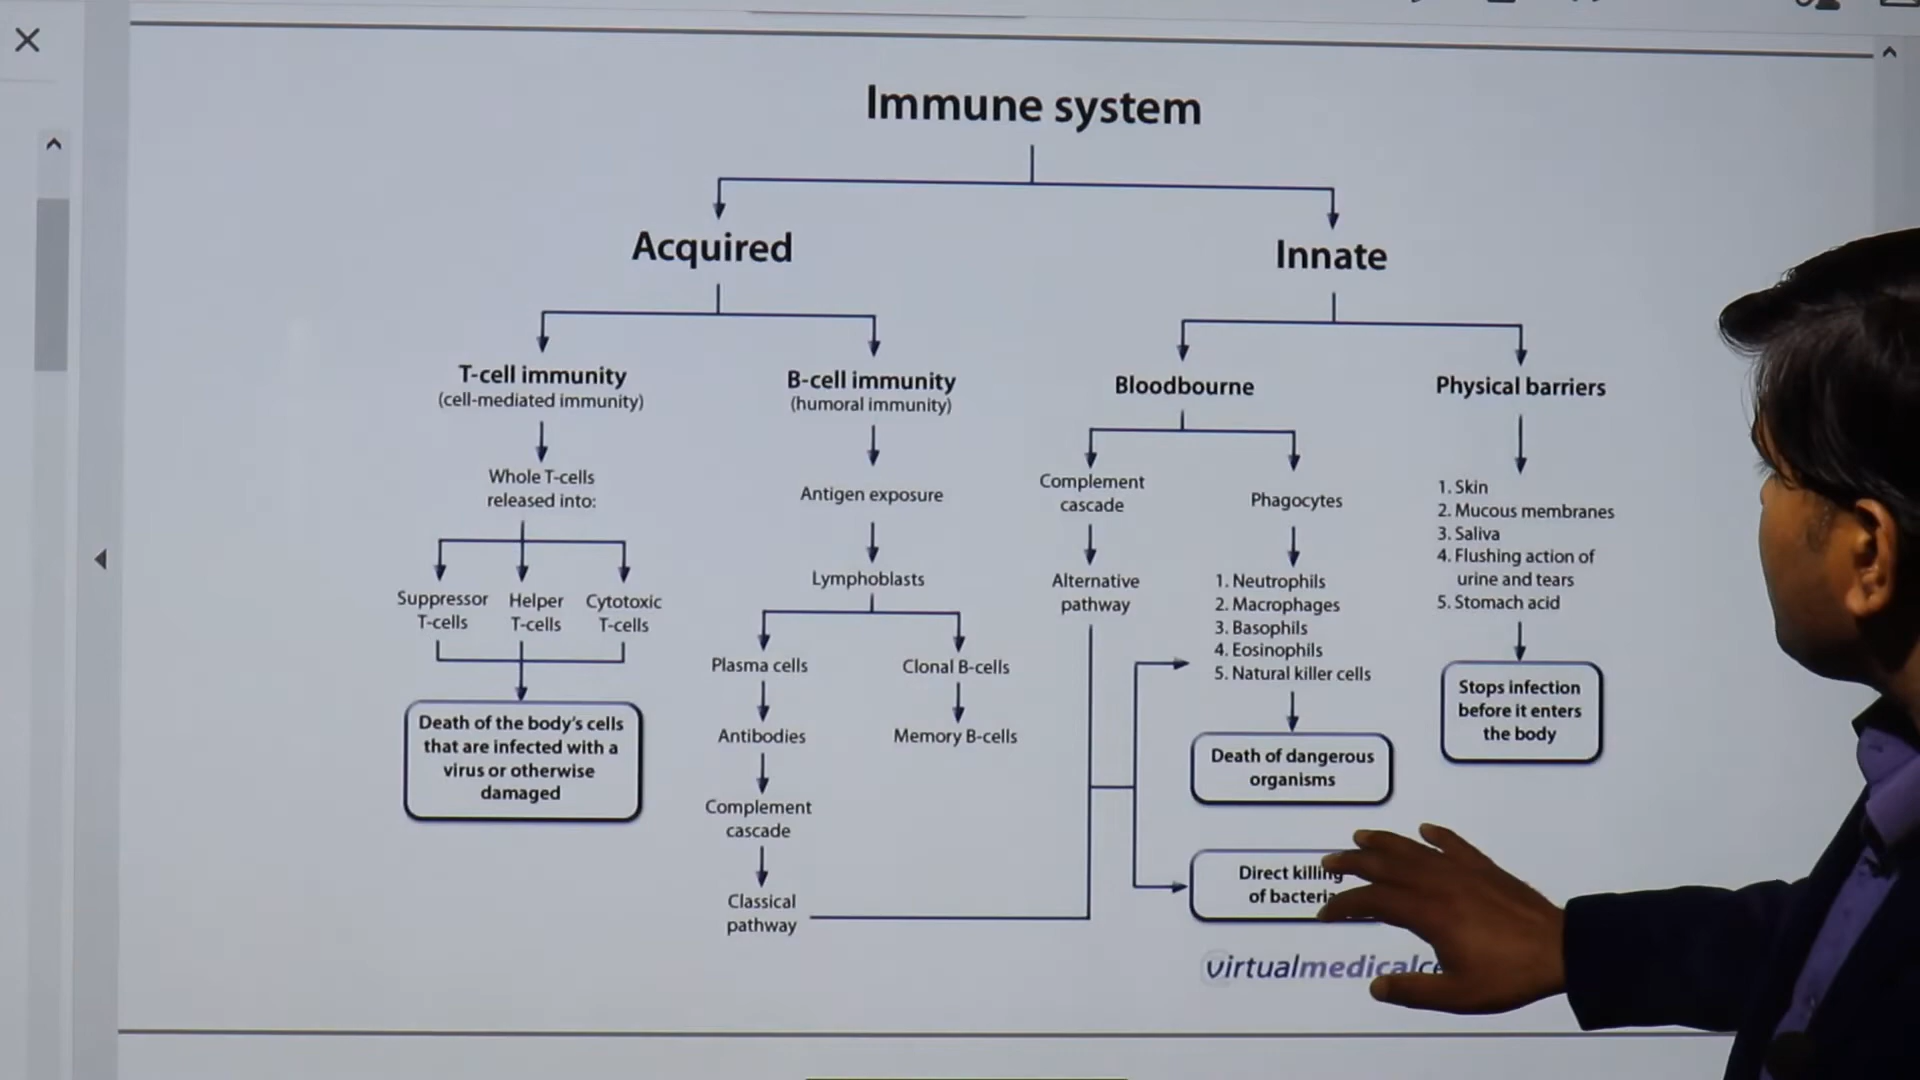 Immune system
Acquired
Innate
T-cell immunity
(cell-mediated immunity)
B-cell immunity
(humoral immunity)
Bloodbourne
Physical barriers
Whole T-cells
released into:
Antigen exposure
Complement
cascade
Phagocytes
1. Skin
2. Mucous membranes
3. Saliva
4. Flushing action of
urine and tears
5. Stomach acid
Suppressor
T-cells
Helper
T-cells
Cytotoxic
T-cells
Lymphoblasts
Alternative
pathway
1. Neutrophils
2. Macrophages
3. Basophils
4. Eosinophils
5. Natural killer cells
Plasma cells
Clonal B-cells
Stops infection
before it enters
the body
Death of the body's cells
that are infected with a
virus or otherwise
damaged
Antibodies
Memory B-cells
Death of dangerous
organisms
Complement
cascade
Direct killing
of bacteria
Classical
pathway
virtualmedicalce